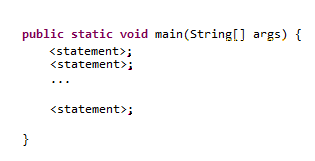 public static void main(String[] args) {
    <statement>;
    <statement>;
    ...
    <statement>;
}